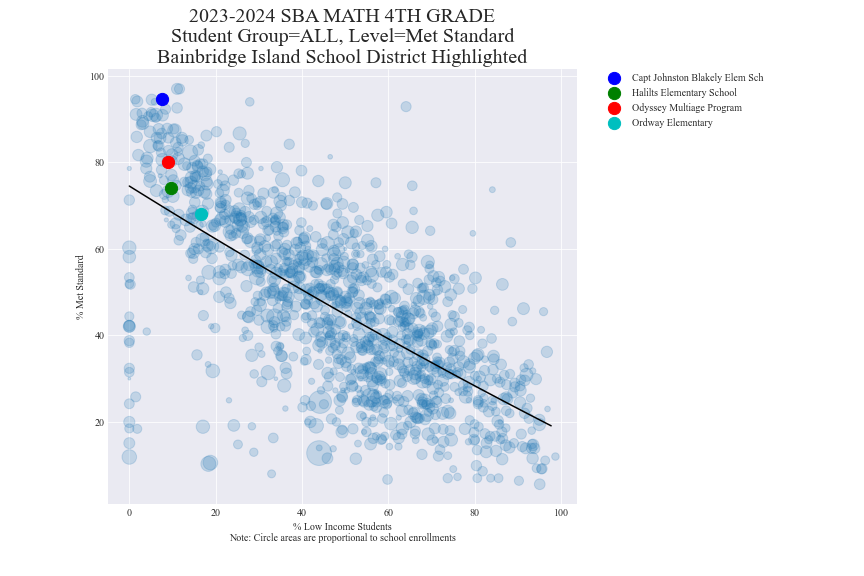 2023-2024 SBA MATH 4TH GRADE
Student Group=ALL, Level=Met Standard
Bainbridge Island School District Highlighted
Capt Johnston Blakely Elem Sch
Halilts Elementary School
Odyssey Multiage Program
Ordway Elementary
% Met Standard
100
80
60
40
20
0 20 40 60 80 100
% Low Income Students
Note: Circle areas are proportional to school enrollments